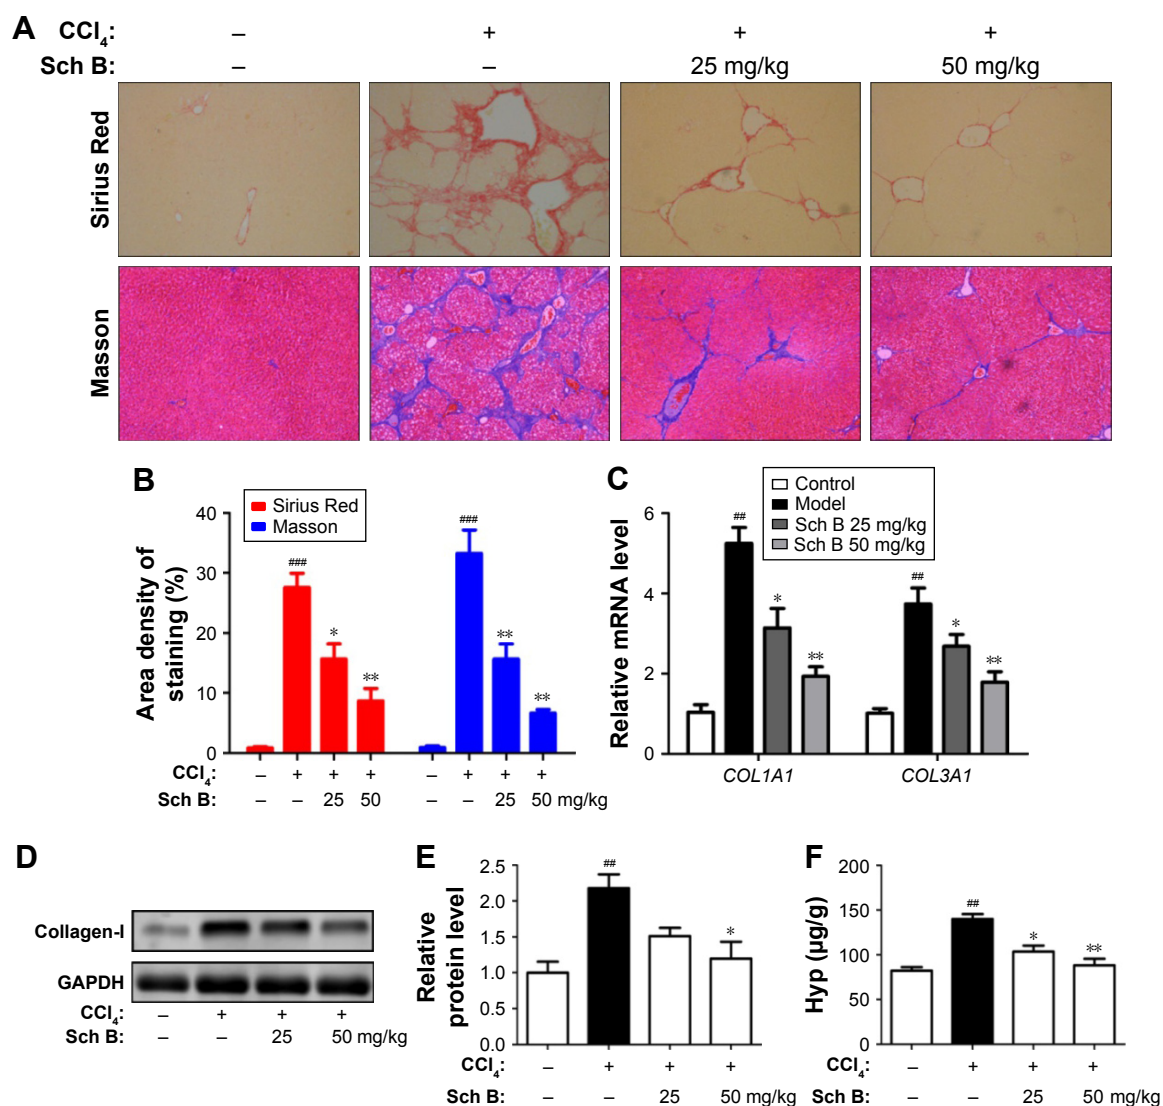 A
CCl4: – + + +
Sch B: – – 25 mg/kg 50 mg/kg
Sirius Red
Masson
B
Sirius Red
Masson
Area density of
staining (%)
40
30
20
10
0
###
*
**
###
**
**
CCl4: – + + + – + + +
Sch B: – – 25 50 – – 25 50 mg/kg
C
Control
Model
Sch B 25 mg/kg
Sch B 50 mg/kg
Relative mRNA level
6
4
2
0
##
*
**
##
*
**
COL1A1 COL3A1
D
Collagen-I
GAPDH
CCl4: – + + +
Sch B: – – 25 50 mg/kg
E
Relative
protein level
2.5
2.0
1.5
1.0
0.5
0.0
##
*
CCl4: – + + +
Sch B: – – 25 50 mg/kg
F
Hyp (µg/g)
200
150
100
50
0
##
*
**
CCl4: – + + +
Sch B: – – 25 50 mg/kg